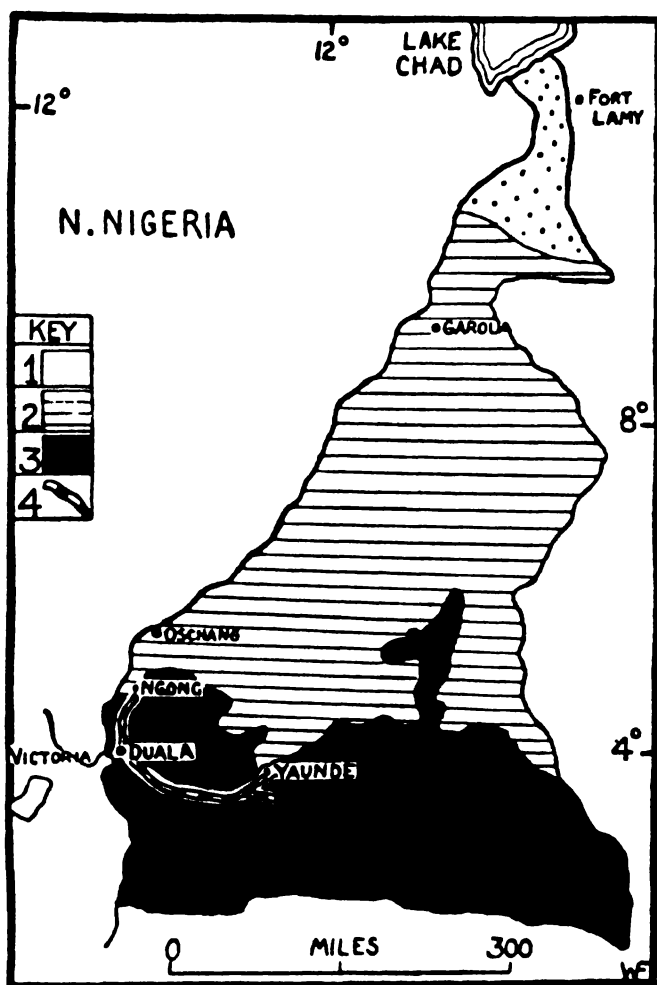 12°
LAKE
CHAD
12°
FORT
LAMY
N. NIGERIA
KEY
1
2
3
4
GAROUA
8°
DSCHANG
NGONG
VICTORIA
DUALA
4°
YAUNDE
0 MILES 300
WF